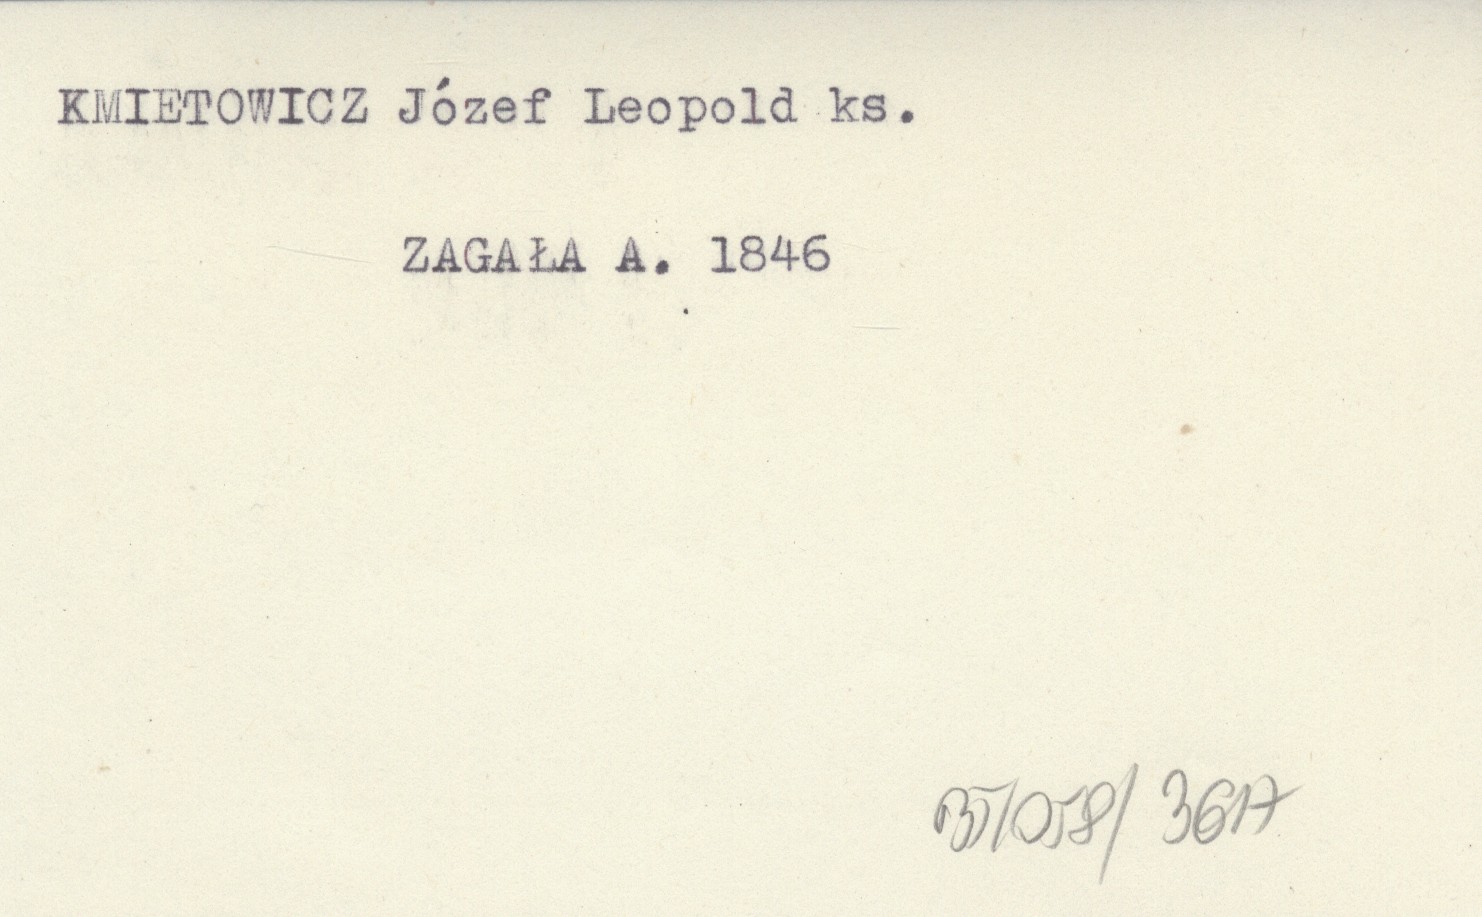 KMIETOWICZ Józef Leopold ks.
ZAGAŁA A. 1846